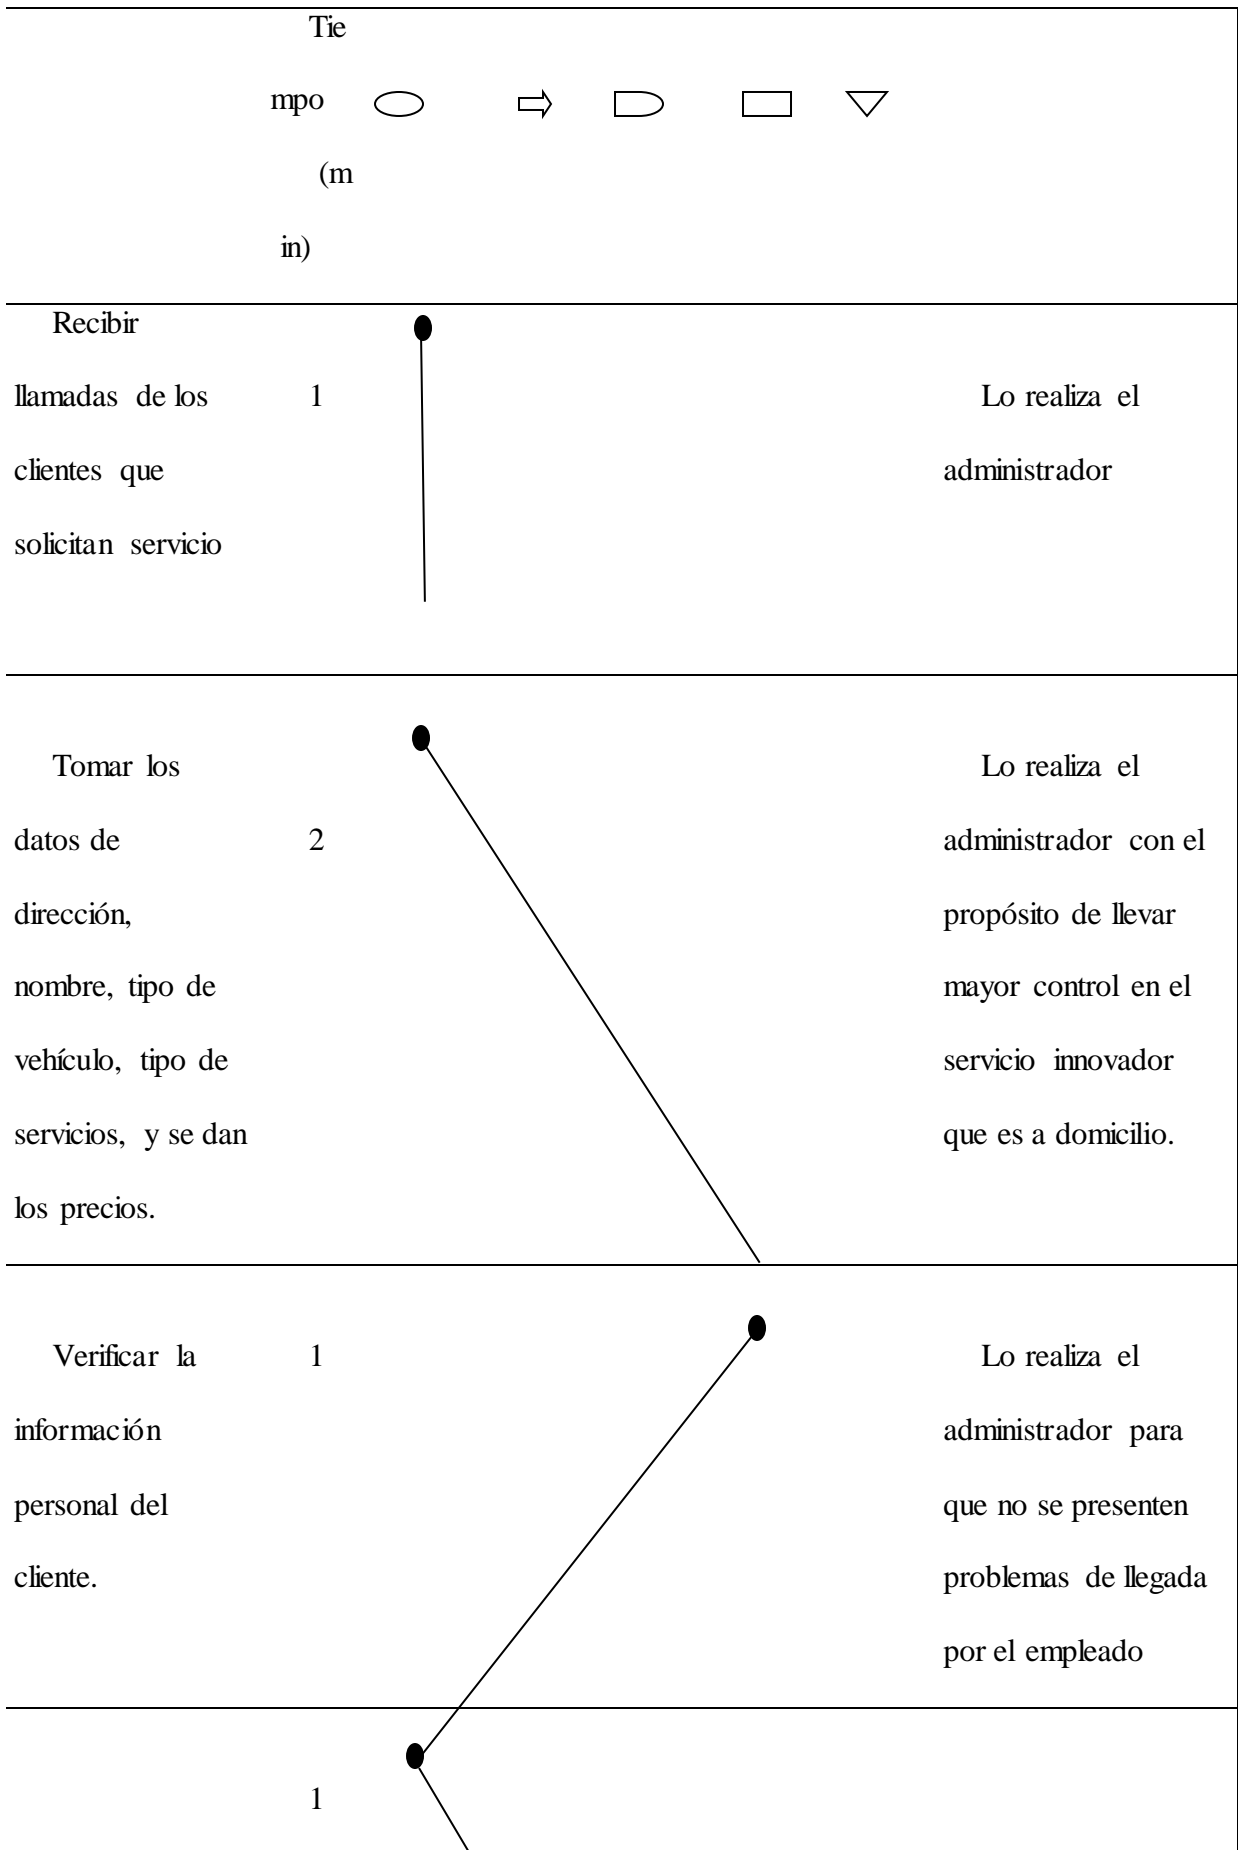 Tie
mpo
(m
in)
Recibir
llamadas de los
clientes que
solicitan servicio
1
Lo realiza el
administrador
Tomar los
datos de
dirección,
nombre, tipo de
vehículo, tipo de
servicios, y se dan
los precios.
2
Lo realiza el
administrador con el
propósito de llevar
mayor control en el
servicio innovador
que es a domicilio.
Verificar la
información
personal del
cliente.
1
Lo realiza el
administrador para
que no se presenten
problemas de llegada
por el empleado
1